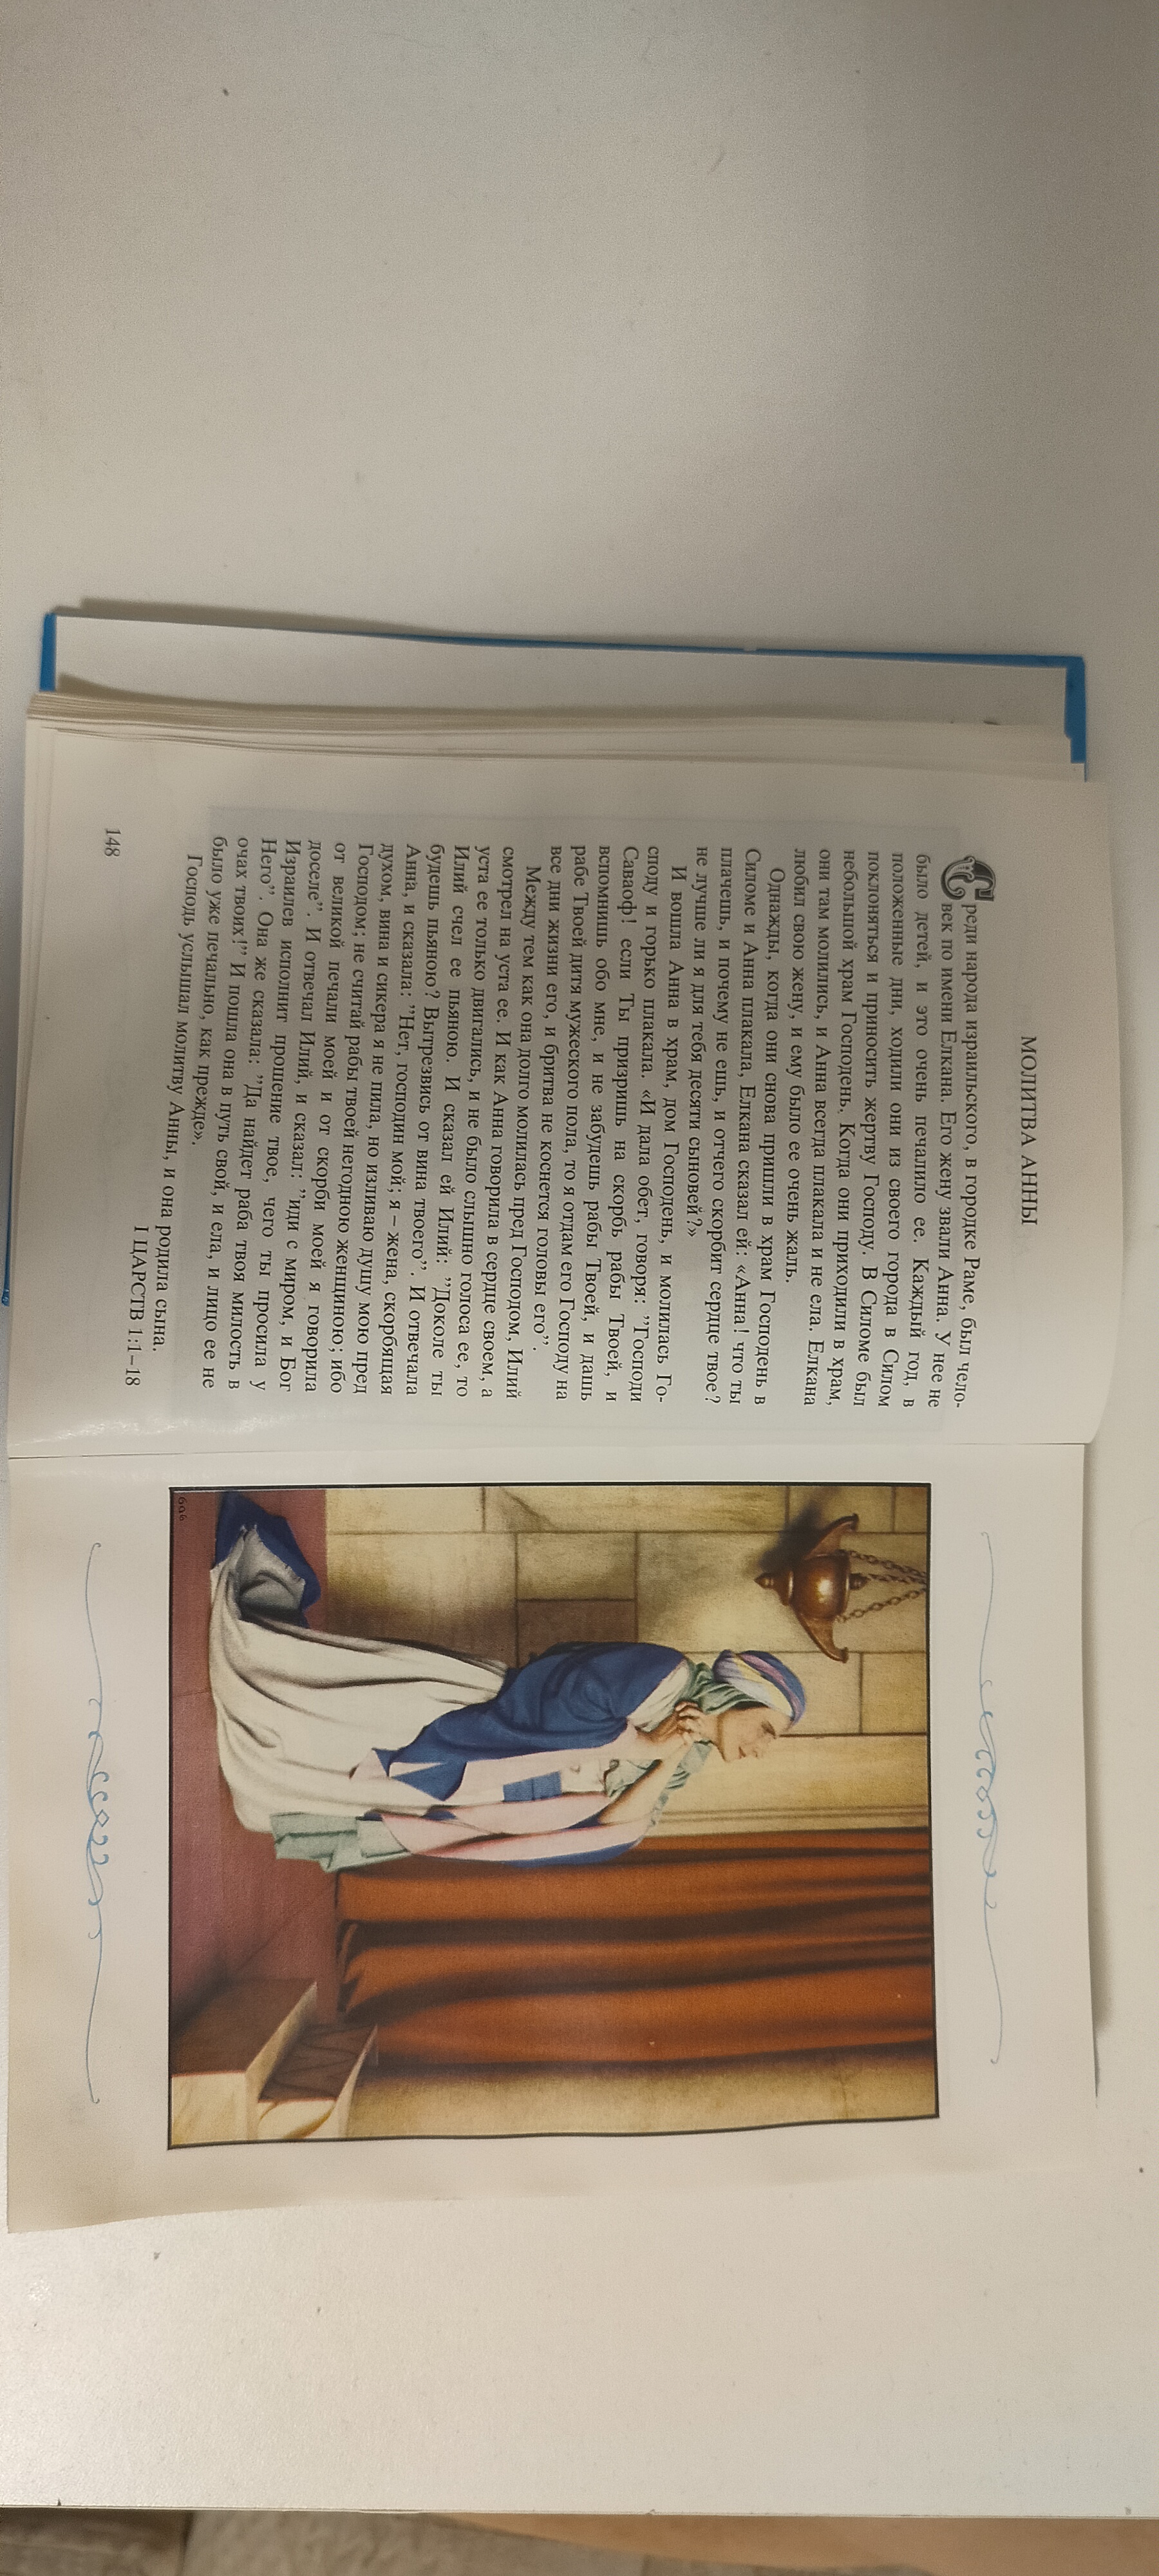 МОЛИТВА АННЫ
Среди народа израильского, в городке Раме, был чело-
век по имени Елкана. Его жену звали Анна. У нее не
было детей, и это очень печалило ее. Каждый год, в
положенные дни, ходили они из своего города в Силом
поклоняться и приносить жертву Господу. В Силоме был
небольшой храм Господень. Когда они приходили в храм,
они там молились, и Анна всегда плакала и не ела. Елкана
любил свою жену, и ему было ее очень жаль.
Однажды, когда они снова пришли в храм Господень в
Силоме и Анна плакала, Елкана сказал ей: «Анна! что ты
плачешь, и почему не ешь, и отчего скорбит сердце твое?
не лучше ли я для тебя десяти сыновей?»
И вошла Анна в храм, дом Господень, и молилась Го-
споду и горько плакала. «И дала обет, говоря: ”Господи
Саваоф! если Ты призришь на скорбь рабы Твоей, и
вспомнишь обо мне, и не забудешь рабы Твоей, и дашь
рабе Твоей дитя мужеского пола, то я отдам его Господу на
все дни жизни его, и бритва не коснется головы его”.
Между тем как она долго молилась пред Господом, Илий
смотрел на уста ее. И как Анна говорила в сердце своем, а
уста ее только двигались, и не было слышно голоса ее, то
Илий счел ее пьяною. И сказал ей Илий: ”Доколе ты
будешь пьяною? Вытрезвись от вина твоего”. И отвечала
Анна, и сказала: ”Нет, господин мой; я – жена, скорбящая
духом, вина и сикера я не пила, но изливаю душу мою пред
Господом; не считай рабы твоей негодною женщиною; ибо
от великой печали моей и от скорби моей я говорила
доселе”. И отвечал Илий, и сказал: ”иди с миром, и Бог
Израилев исполнит прошение твое, чего ты просила у
Него”. Она же сказала: ”Да найдет раба твоя милость в
очах твоих!” И пошла она в путь свой, и ела, и лицо ее не
было уже печально, как прежде».
Господь услышал молитву Анны, и она родила сына.
I ЦАРСТВ 1:1–18
148